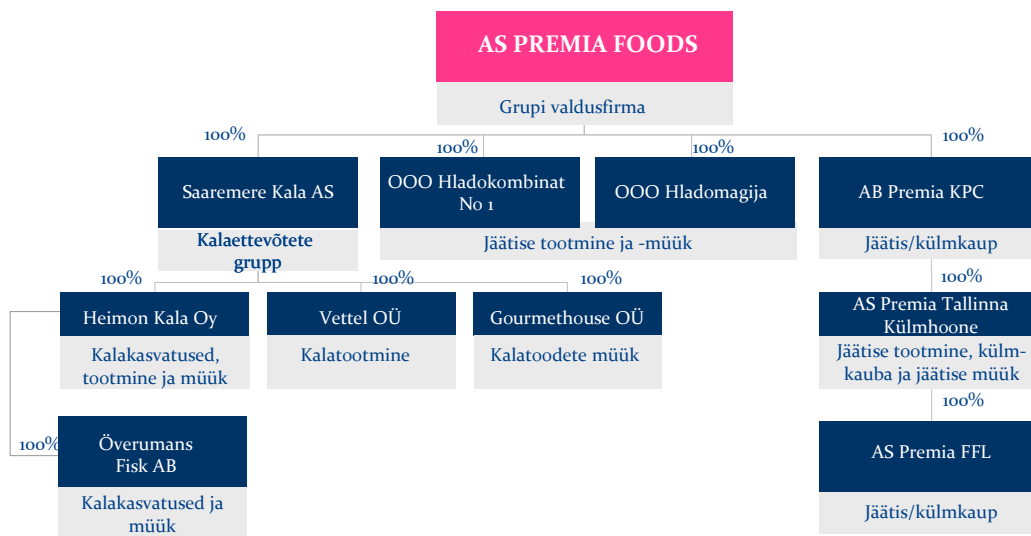 AS PREMIA FOODS
Grupi valdusfirma
100%
100%
100%
100%
Saaremere Kala AS
OOO Hladokombinat
No 1
OOO Hladomagija
AB Premia KPC
Kalaettevõtete
grupp
Jäätise tootmine ja -müük
Jäätis/külmkaup
100%
100%
100%
100%
Heimon Kala Oy
Vettel OÜ
Gourmethouse OÜ
AS Premia Tallinna
Külmhoone
Kalakasvatused,
tootmine ja müük
Kalatootmine
Kalatoodete müük
Jäätise tootmine, külm-
kauba ja jäätise müük
100%
100%
Överumans
Fisk AB
AS Premia FFL
Kalakasvatused ja
müük
Jäätis/külmkaup